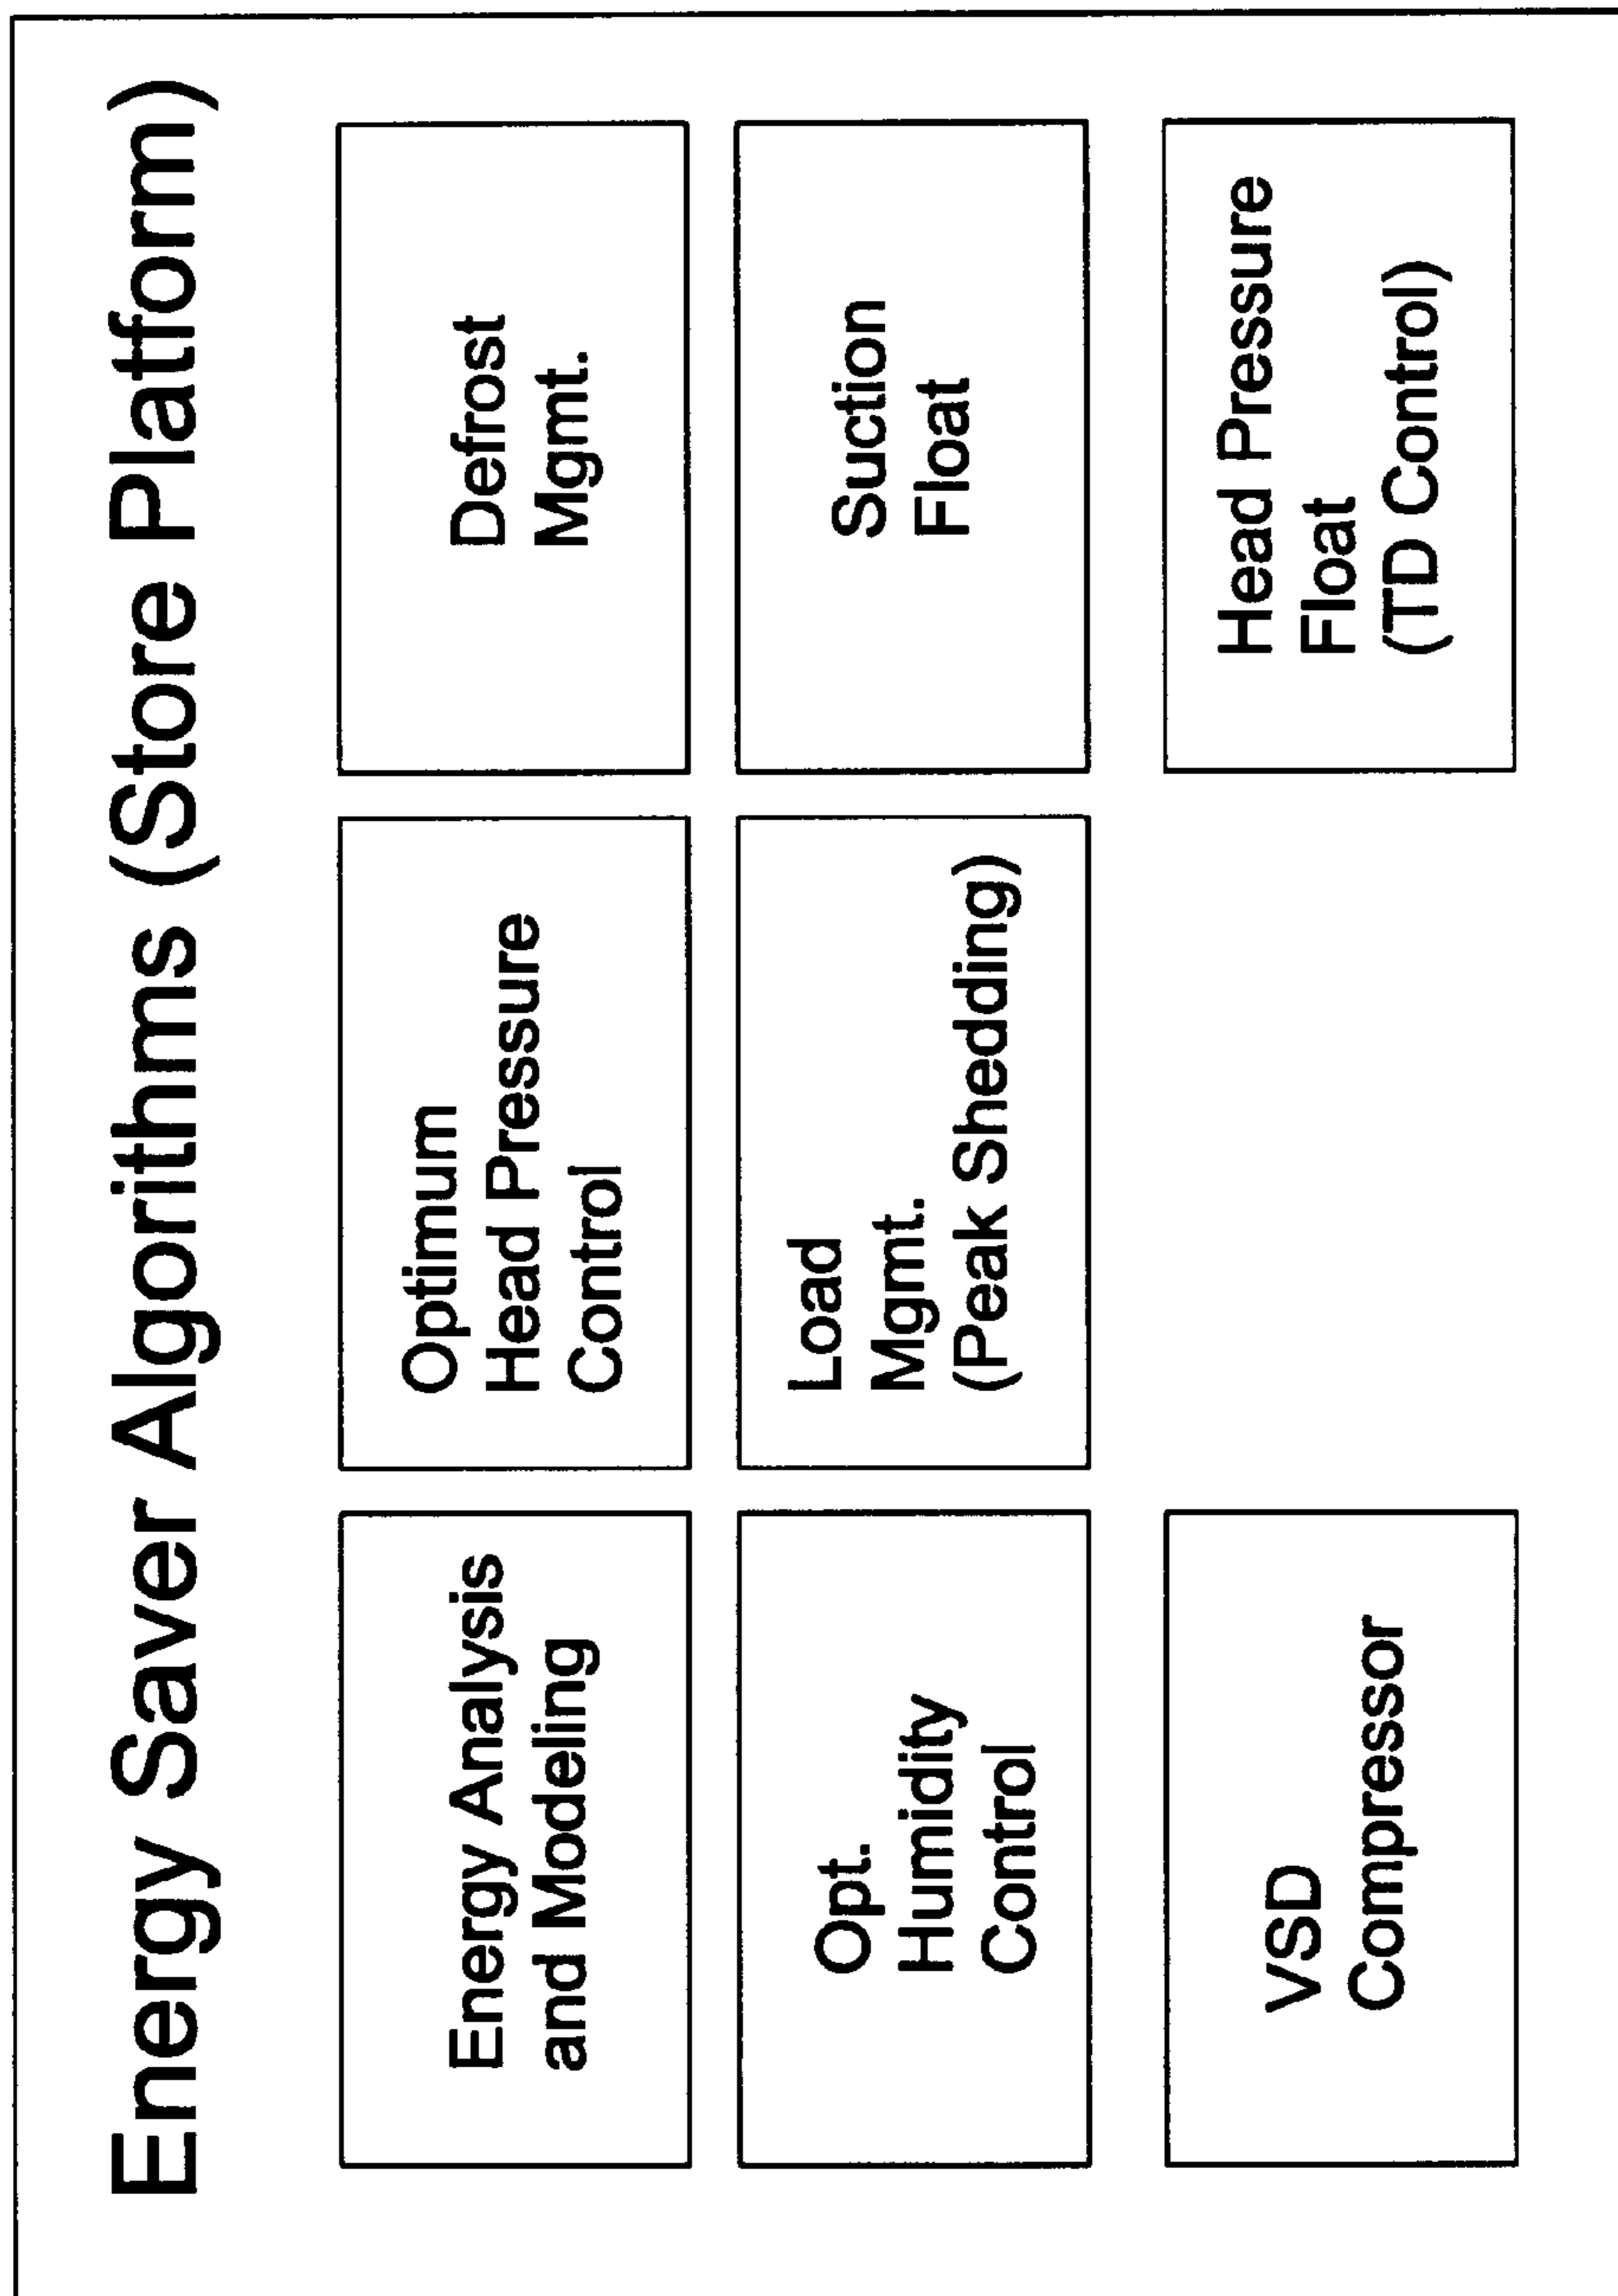 Energy Saver Algorithms (Store Platform)
Energy Analysis
and Modeling
Optimum
Head Pressure
Control
Defrost
Mgmt.
Opt.
Humidity
Control
Load
Mgmt.
(Peak Shedding)
Suction
Float
VSD
Compressor
Head Pressure
Float
(TD Control)